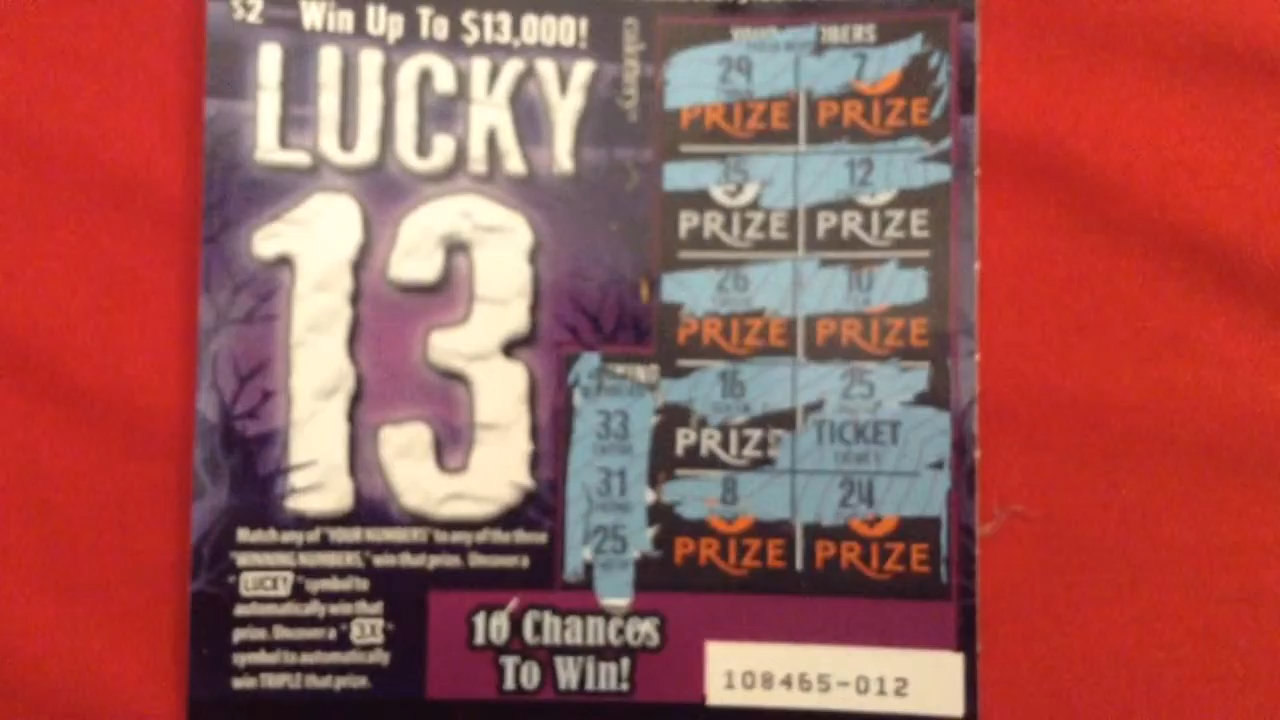 $2 Win Up To $13,000!
LUCKY
13
Match any of "YOUR NUMBERS" to any of the three
"WINNING NUMBERS," win that prize. Uncover a
"LUCKY" symbol to
automatically win that
prize. Uncover a "3X"
symbol to automatically
win TRIPLE that prize.
29 7
PRIZE PRIZE
15 12
PRIZE PRIZE
26 10
PRIZE PRIZE
16 25
PRIZE TICKET
8 24
PRIZE PRIZE
33
31
25
10 Chances
To Win!
108465-012